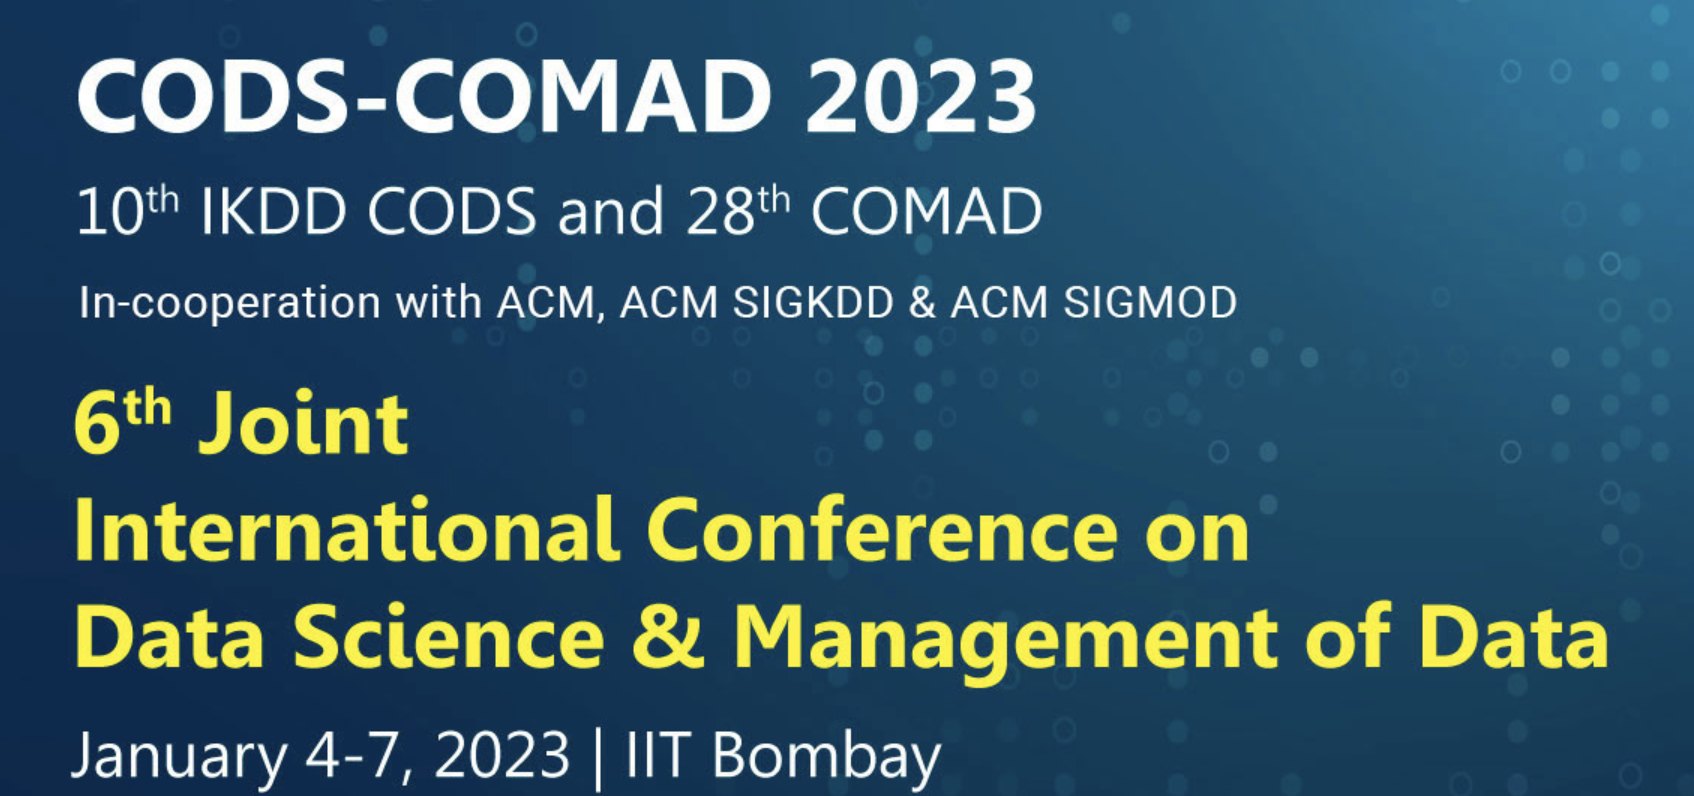 CODS-COMAD 2023
10th IKDD CODS and 28th COMAD
In-cooperation with ACM, ACM SIGKDD & ACM SIGMOD
6th Joint
International Conference on
Data Science & Management of Data
January 4-7, 2023 | IIT Bombay